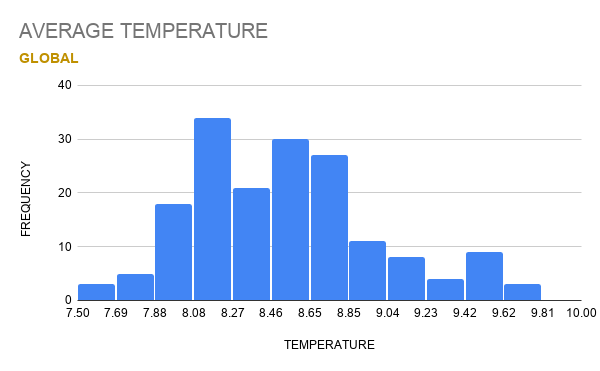 AVERAGE TEMPERATURE
GLOBAL
40
30
20
10
0
FREQUENCY
7.50 7.69 7.88 8.08 8.27 8.46 8.65 8.85 9.04 9.23 9.42 9.62 9.81 10.00
TEMPERATURE